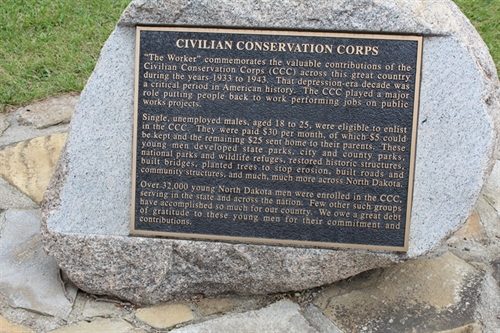 CIVILIAN CONSERVATION CORPS
"The Worker" commemorates the valuable contributions of the
Civilian Conservation Corps (CCC) across this great country
during the years 1933 to 1943. That depression-era decade was
a critical period in American history. The CCC played a major
role putting people back to work performing jobs on public
works projects.
Single, unemployed males, aged 18 to 25, were eligible to enlist
in the CCC. They were paid $30 per month, of which $5 could
be kept and the remaining $25 sent home to their parents. These
young men developed state parks, city and county parks,
national parks and wildlife refuges, restored historic structures,
built bridges, planted trees to stop erosion, built roads and
community structures, and much, much more across North Dakota.
Over 32,000 young North Dakota men were enrolled in the CCC,
serving in the state and across the nation. Few other such groups
have accomplished so much for our country. We owe a great debt
of gratitude to these young men for their commitment and
contributions.